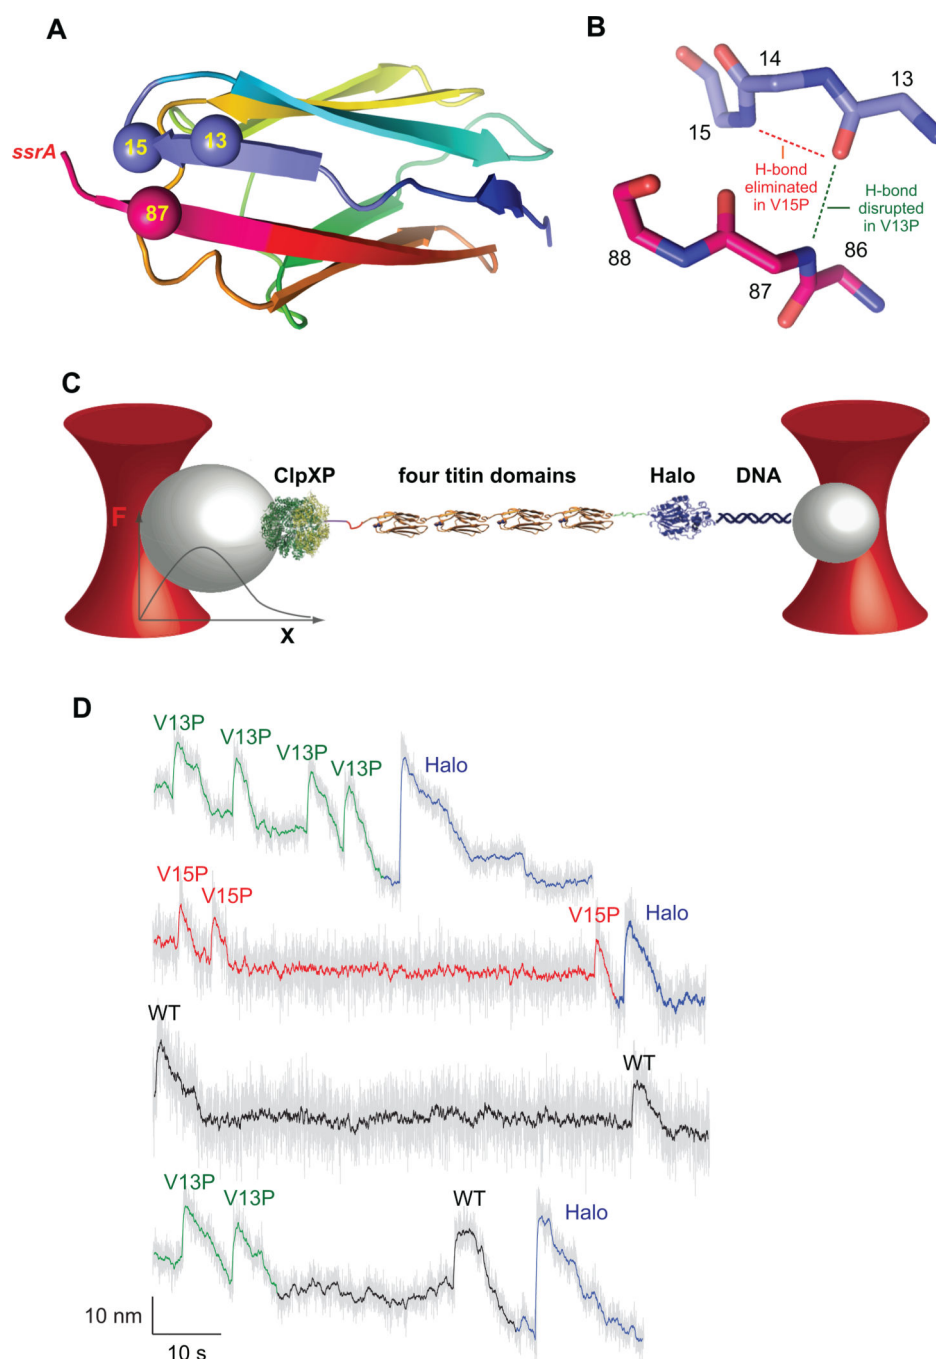 A
15
13
87
ssrA
B
14
13
15
H-bond
eliminated
in V15P
H-bond
disrupted
in V13P
88
86
87
C
ClpXP
four titin domains
Halo
DNA
F
X
D
V13P
V13P
V13P
V13P
Halo
V15P
V15P
V15P
Halo
WT
WT
V13P
V13P
WT
Halo
10 nm
10 s